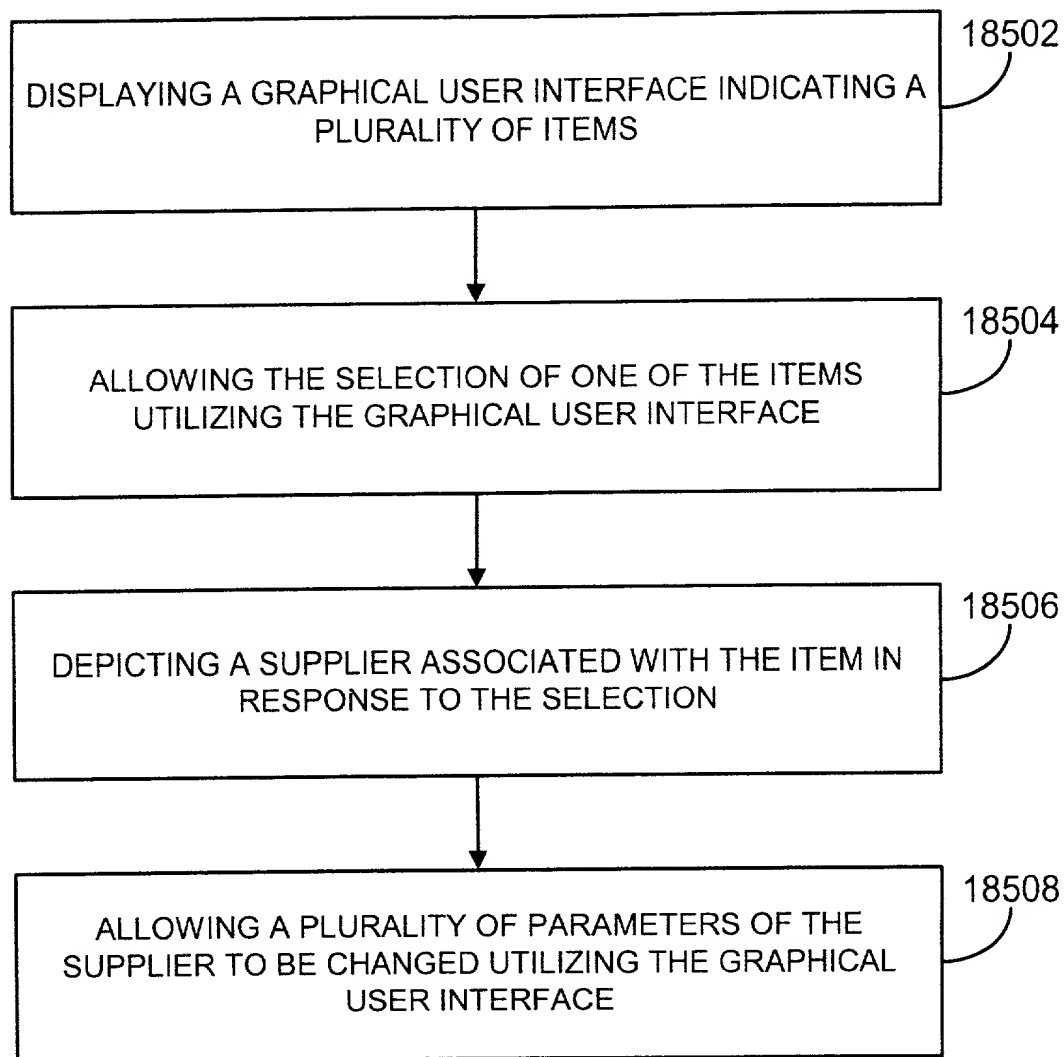 18502
DISPLAYING A GRAPHICAL USER INTERFACE INDICATING A
PLURALITY OF ITEMS
18504
ALLOWING THE SELECTION OF ONE OF THE ITEMS
UTILIZING THE GRAPHICAL USER INTERFACE
18506
DEPICTING A SUPPLIER ASSOCIATED WITH THE ITEM IN
RESPONSE TO THE SELECTION
18508
ALLOWING A PLURALITY OF PARAMETERS OF THE
SUPPLIER TO BE CHANGED UTILIZING THE GRAPHICAL
USER INTERFACE